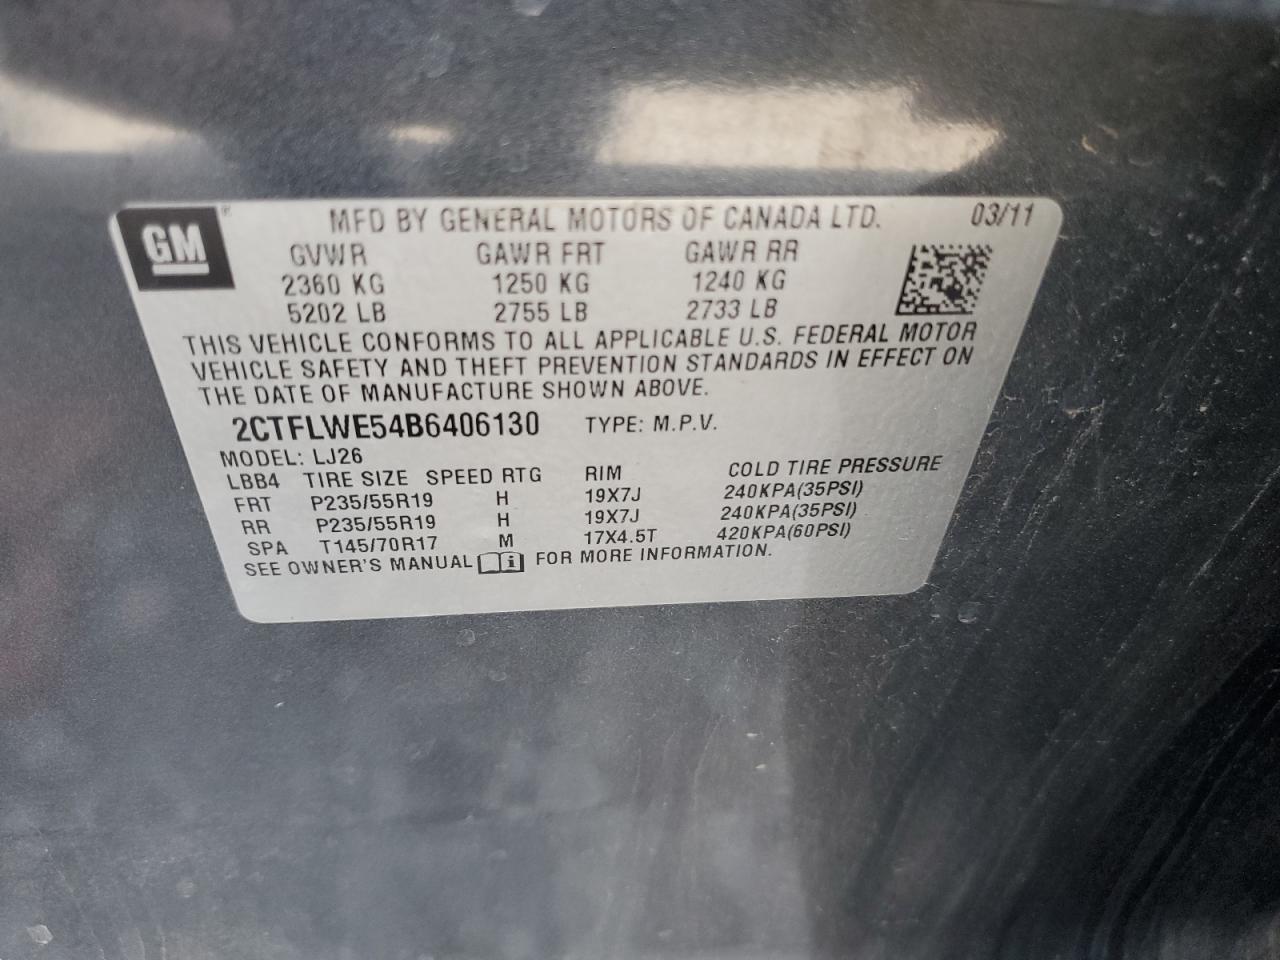 GM® MFD BY GENERAL MOTORS OF CANADA LTD. 03/11
GVWR GAWR FRT GAWR RR
2360 KG 1250 KG 1240 KG
5202 LB 2755 LB 2733 LB
THIS VEHICLE CONFORMS TO ALL APPLICABLE U.S. FEDERAL MOTOR
VEHICLE SAFETY AND THEFT PREVENTION STANDARDS IN EFFECT ON
THE DATE OF MANUFACTURE SHOWN ABOVE.
2CTFLWE54B6406130 TYPE: M.P.V.
MODEL: LJ26
LBB4 TIRE SIZE SPEED RTG RIM COLD TIRE PRESSURE
FRT P235/55R19 H 19X7J 240KPA(35PSI)
RR P235/55R19 H 19X7J 240KPA(35PSI)
SPA T145/70R17 M 17X4.5T 420KPA(60PSI)
SEE OWNER'S MANUAL i FOR MORE INFORMATION.